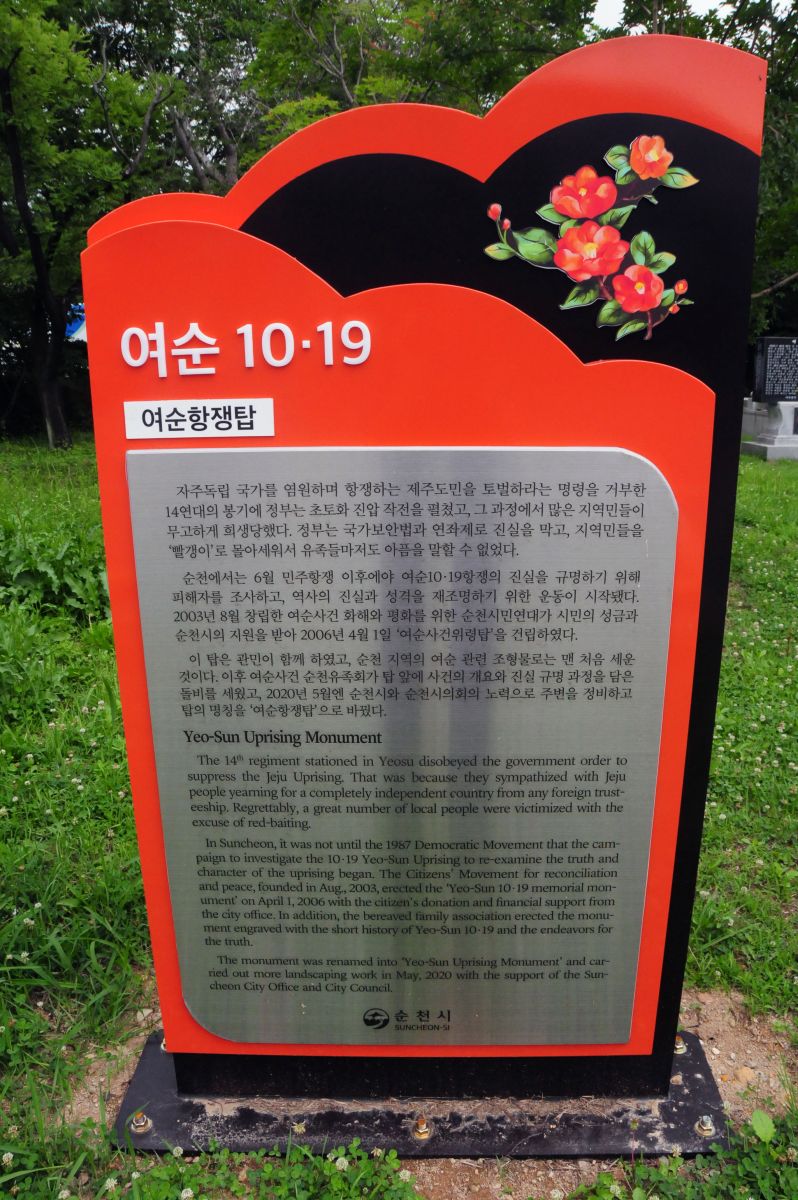 여순 10·19
여순항쟁탑
자주독립 국가를 염원하며 항쟁하는 제주도민을 토벌하라는 명령을 거부한
14연대의 봉기에 정부는 초토화 진압 작전을 펼쳤고, 그 과정에서 많은 지역민들이
무고하게 희생당했다. 정부는 국가보안법과 연좌제로 진실을 막고, 지역민들을
‘빨갱이’로 몰아세워서 유족들마저도 아픔을 말할 수 없었다.
순천에서는 6월 민주항쟁 이후에야 여순10·19항쟁의 진실을 규명하기 위해
피해자를 조사하고, 역사의 진실과 성격을 재조명하기 위한 운동이 시작됐다.
2003년 8월 창립한 여순사건 화해와 평화를 위한 순천시민연대가 시민의 성금과
순천시의 지원을 받아 2006년 4월 1일 ‘여순사건위령탑’을 건립하였다.
이 탑은 관민이 함께 하였고, 순천 지역의 여순 관련 조형물로는 맨 처음 세운
것이다. 이후 여순사건 순천유족회가 탑 앞에 사건의 개요와 진실 규명 과정을 담은
돌비를 세웠고, 2020년 5월엔 순천시와 순천시의회의 노력으로 주변을 정비하고
탑의 명칭을 ‘여순항쟁탑’으로 바꿨다.
Yeo-Sun Uprising Monument
The 14th regiment stationed in Yeosu disobeyed the government order to
suppress the Jeju Uprising. That was because they sympathized with Jeju
people yearning for a completely independent country from any foreign trust-
eeship. Regrettably, a great number of local people were victimized with the
excuse of red-baiting.
In Suncheon, it was not until the 1987 Democratic Movement that the cam-
paign to investigate the 10·19 Yeo-Sun Uprising to re-examine the truth and
character of the uprising began. The Citizens’ Movement for reconciliation
and peace, founded in Aug., 2003, erected the ‘Yeo-Sun 10·19 memorial mon-
ument’ on April 1, 2006 with the citizen’s donation and financial support from
the city office. In addition, the bereaved family association erected the monu-
ment engraved with the short history of Yeo-Sun 10·19 and the endeavors for
the truth.
The monument was renamed into ‘Yeo-Sun Uprising Monument’ and car-
ried out more landscaping work in May, 2020 with the support of the Sun-
cheon City Office and City Council.
순천시
SUNCHEON-SI